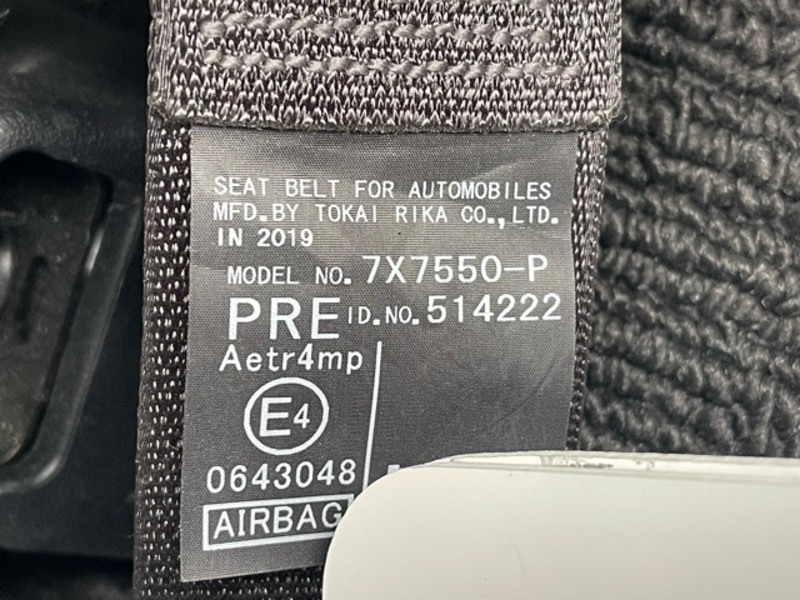 SEAT BELT FOR AUTOMOBILES
MFD.BY TOKAI RIKA CO.,LTD.
IN 2019
MODEL NO. 7X7550-P
PRE ID.NO. 514222
Aetr4mp
E4
0643048
AIRBAG